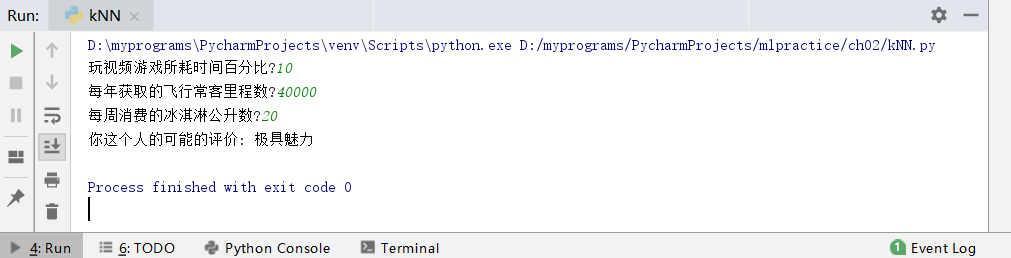 Run: kNN
D:\myprograms\PycharmProjects\venv\Scripts\python.exe D:/myprograms/PycharmProjects/mlpractice/ch02/kNN.py
玩视频游戏所耗时间百分比?10
每年获取的飞行常客里程数?40000
每周消费的冰淇淋公升数?20
你这个人的可能的评价: 极具魅力
Process finished with exit code 0
4: Run 6: TODO Python Console Terminal 1 Event Log